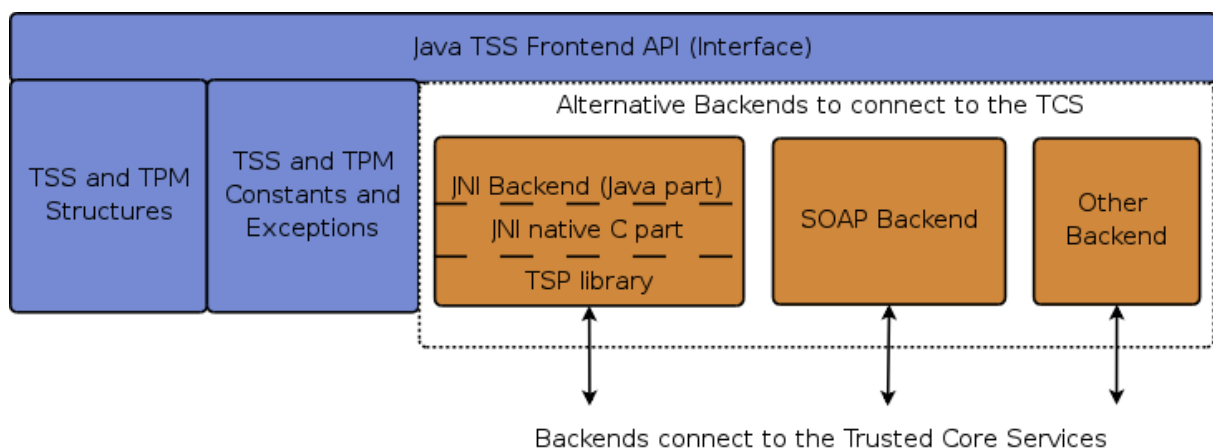 Java TSS Frontend API (Interface)
Alternative Backends to connect to the TCS
TSS and TPM
Structures
TSS and TPM
Constants and
Exceptions
JNI Backend (Java part)
JNI native C part
TSP library
SOAP Backend
Other
Backend
Backends connect to the Trusted Core Services